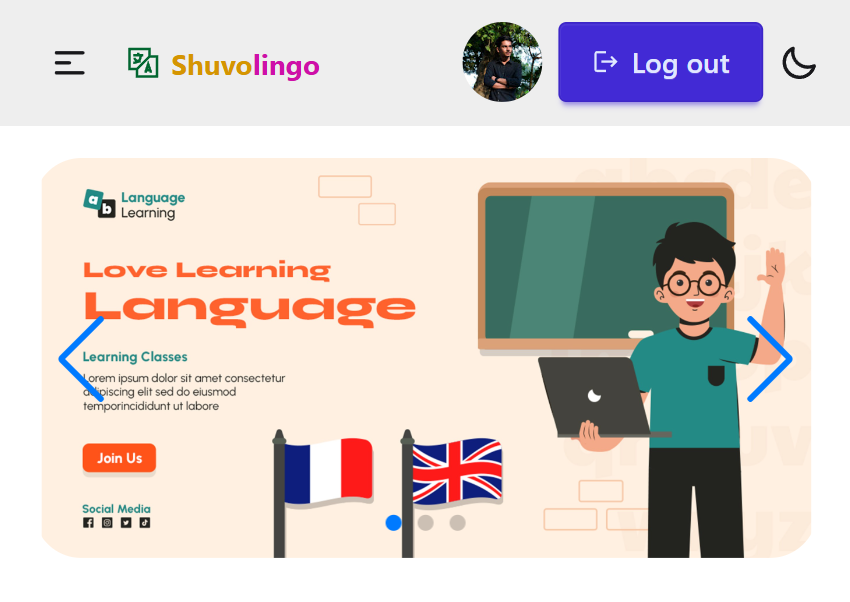 Shuvolingo
Log out
a
b
Language
Learning
Love Learning
Language
Learning Classes
Lorem ipsum dolor sit amet consectetur
adipiscing elit sed do eiusmod
temporincididunt ut labore
Join Us
Social Media